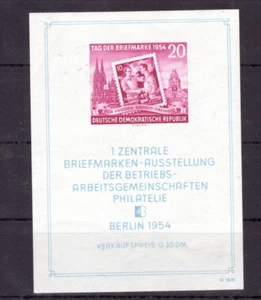 TAG DER BRIEFMARKE 1954 20
10
DEUTSCHE DEMOKRATISCHE REPUBLIK
1. ZENTRALE
BRIEFMARKEN-AUSSTELLUNG
DER BETRIEBS-
ARBEITSGEMEINSCHAFTEN
PHILATELIE
BERLIN 1954
VERKAUFSPREIS: 0.30 DM